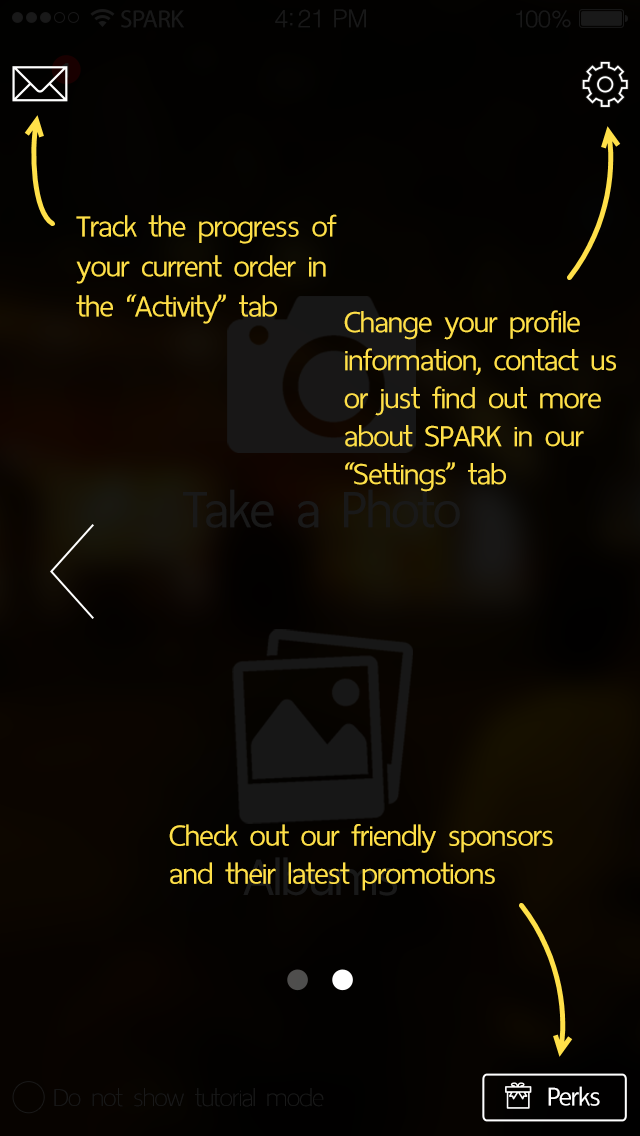 SPARK 4:21 PM 100%
Track the progress of
your current order in
the “Activity” tab
Change your profile
information, contact us
or just find out more
about SPARK in our
“Settings” tab
Take a Photo
Check out our friendly sponsors
and their latest promotions
Albums
Do not show tutorial mode
Perks